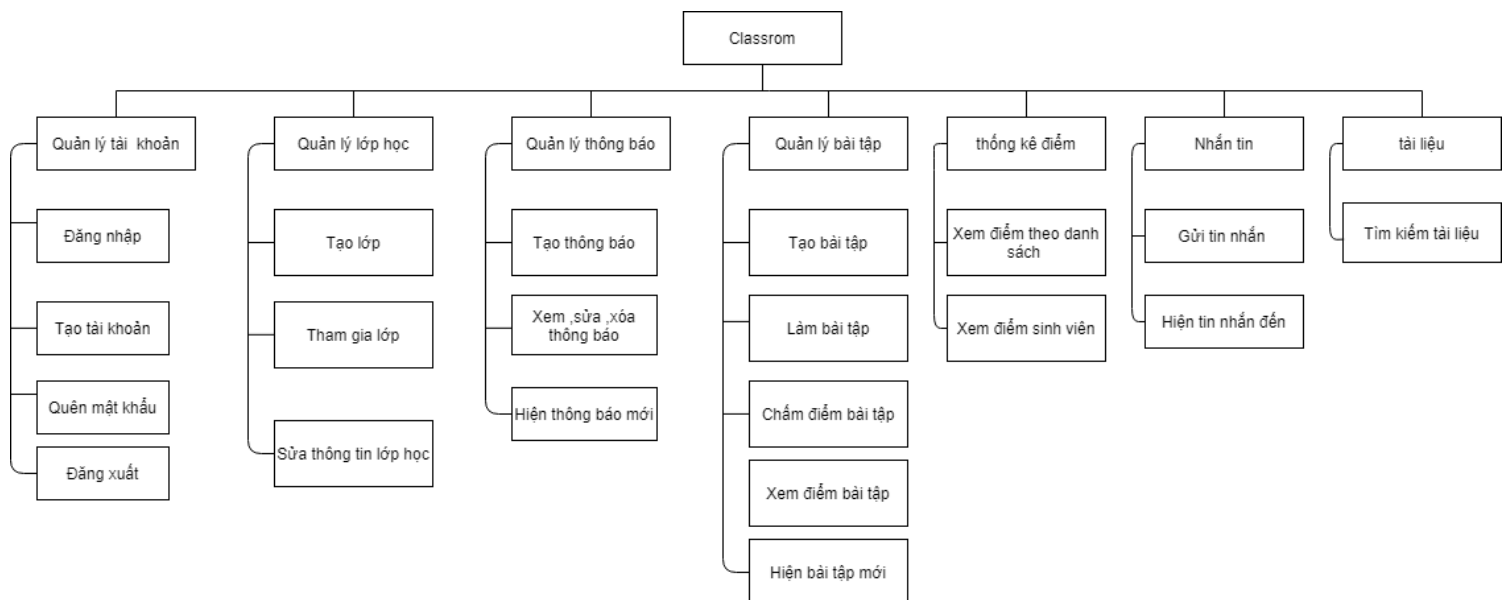 Classrom
Quản lý tài khoản
Quản lý lớp học
Quản lý thông báo
Quản lý bài tập
thống kê điểm
Nhắn tin
tài liệu
Đăng nhập
Tạo tài khoản
Quên mật khẩu
Đăng xuất
Tạo lớp
Tham gia lớp
Sửa thông tin lớp học
Tạo thông báo
Xem ,sửa ,xóa
thông báo
Hiện thông báo mới
Tạo bài tập
Làm bài tập
Chấm điểm bài tập
Xem điểm bài tập
Hiện bài tập mới
Xem điểm theo danh
sách
Xem điểm sinh viên
Gửi tin nhắn
Hiện tin nhắn đến
Tìm kiếm tài liệu